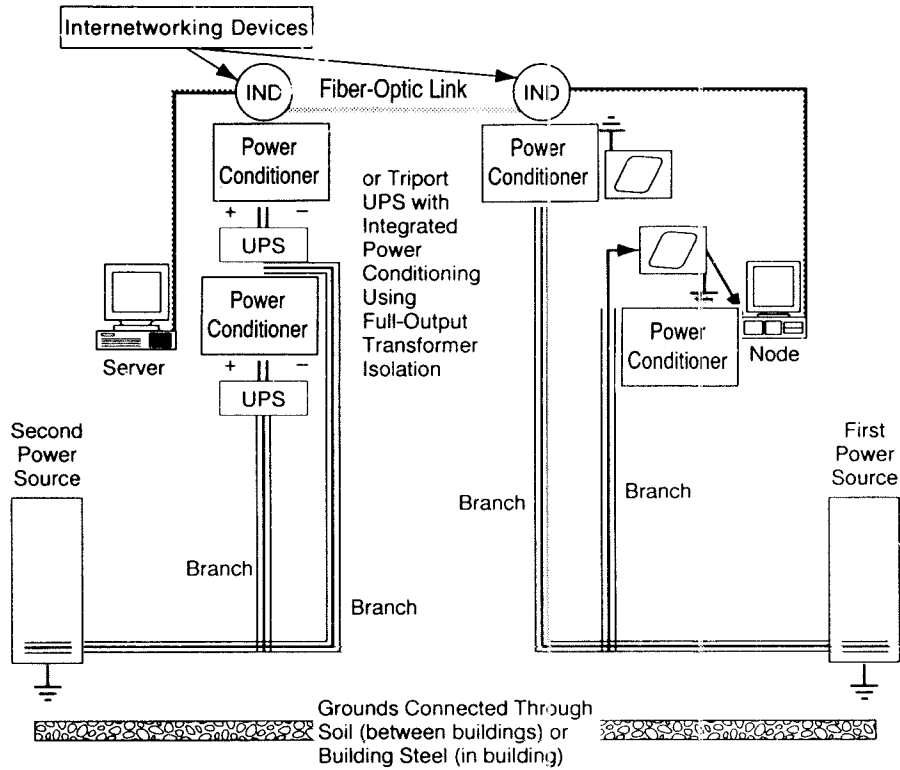 Internetworking Devices
IND
Fiber-Optic Link
IND
Power
Conditioner
+ –
UPS
Power
Conditioner
+ –
UPS
or Triport
UPS with
Integrated
Power
Conditioning
Using
Full-Output
Transformer
Isolation
Power
Conditioner
Power
Conditioner
Server
Node
Second
Power
Source
First
Power
Source
Branch
Branch
Branch
Branch
Grounds Connected Through
Soil (between buildings) or
Building Steel (in building)